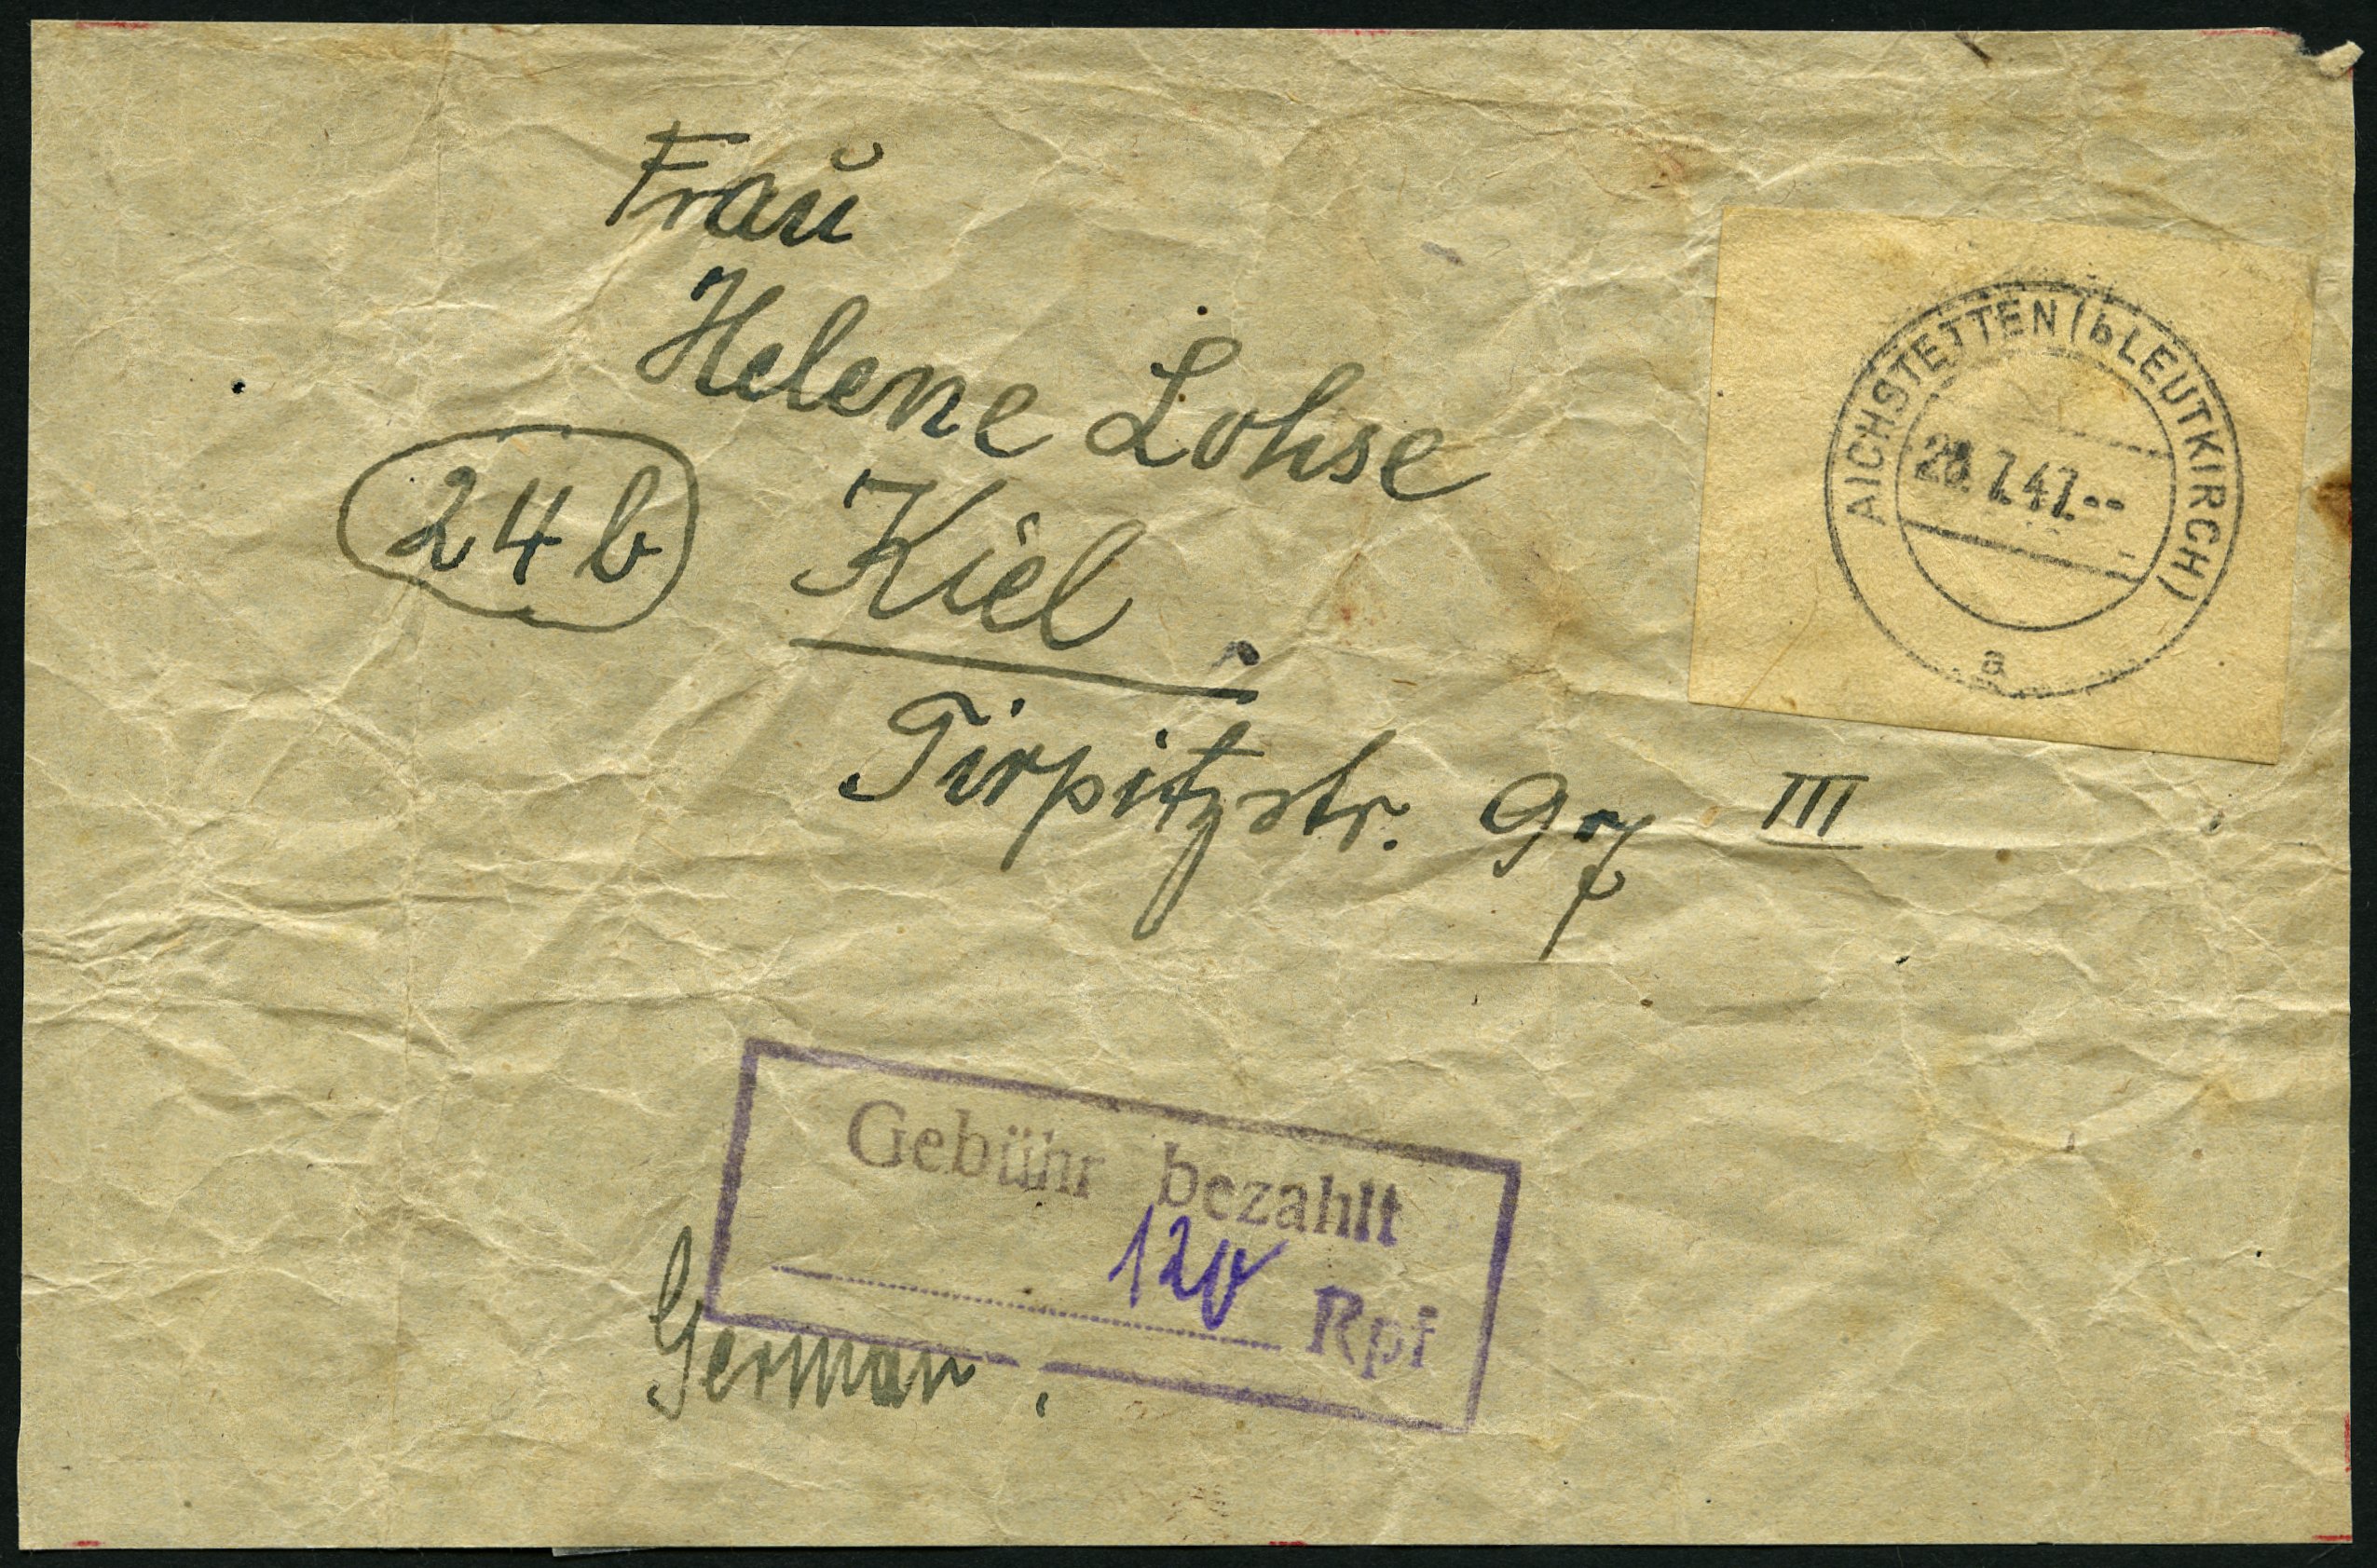 Frau
Helene Lohse
24b Kiel
Tirpitzstr. 97 III
AICHSTETTEN (b LEUTKIRCH)
28.7.47.--
a
Gebühr bezahlt
120 Rpf
German.